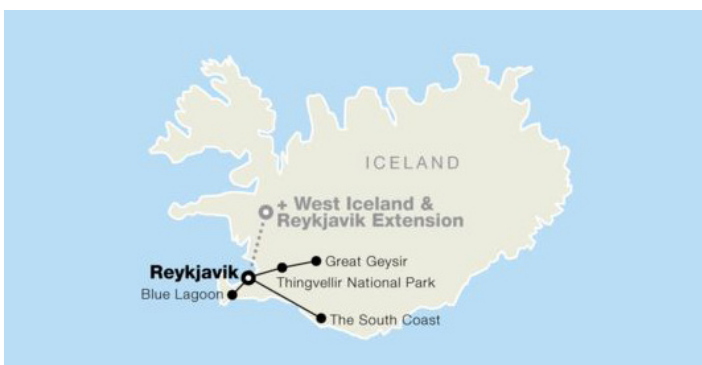 ICELAND
+ West Iceland &
Reykjavik Extension
Great Geysir
Reykjavik
Thingvellir National Park
Blue Lagoon
The South Coast